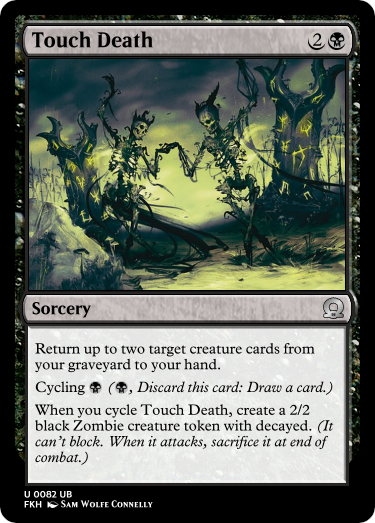 Touch Death 2
Sorcery
Return up to two target creature cards from
your graveyard to your hand.
Cycling (, Discard this card: Draw a card.)
When you cycle Touch Death, create a 2/2
black Zombie creature token with decayed. (It
can't block. When it attacks, sacrifice it at end of
combat.)
U 0082 UB
FKH Sam Wolfe Connelly